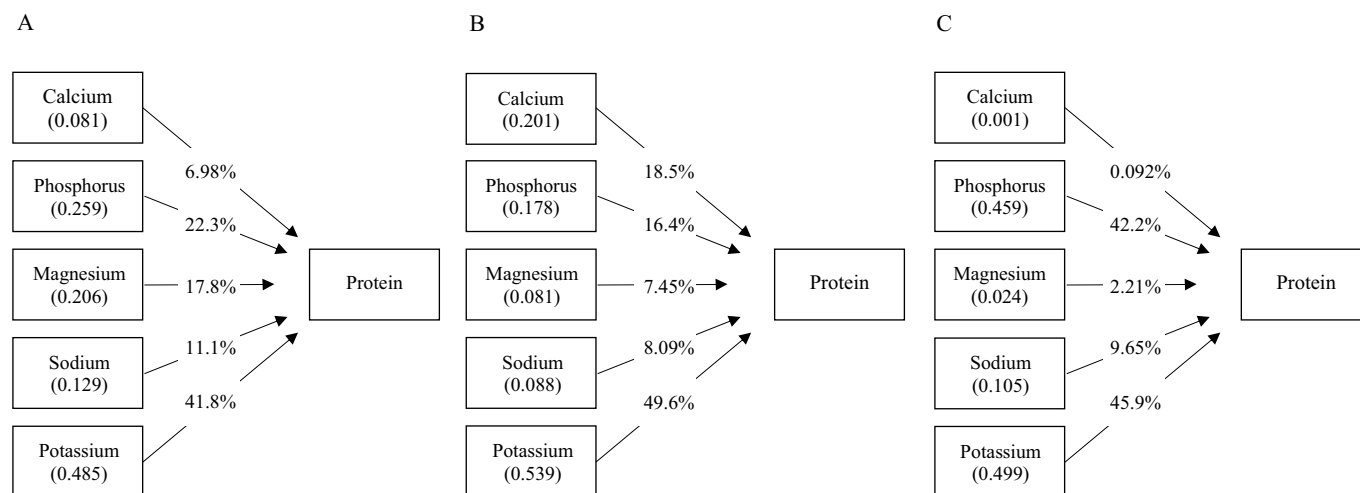 A
Calcium
(0.081)
6.98%
Phosphorus
(0.259)
22.3%
Magnesium
(0.206)
17.8%
Protein
Sodium
(0.129)
11.1%
Potassium
(0.485)
41.8%
B
Calcium
(0.201)
18.5%
Phosphorus
(0.178)
16.4%
Magnesium
(0.081)
7.45%
Protein
Sodium
(0.088)
8.09%
Potassium
(0.539)
49.6%
C
Calcium
(0.001)
0.092%
Phosphorus
(0.459)
42.2%
Magnesium
(0.024)
2.21%
Protein
Sodium
(0.105)
9.65%
Potassium
(0.499)
45.9%